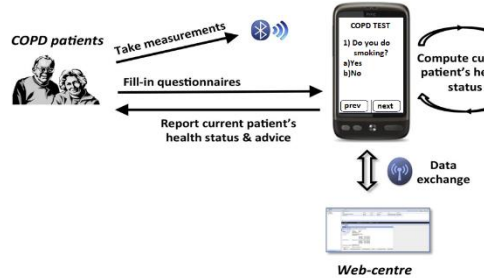 COPD patients
Take measurements
Fill-in questionnaires
Report current patient's
health status & advice
COPD TEST
1) Do you do
smoking?
a)Yes
b)No
prev
next
Compute cu
patient's he
status
Data
exchange
Web-centre